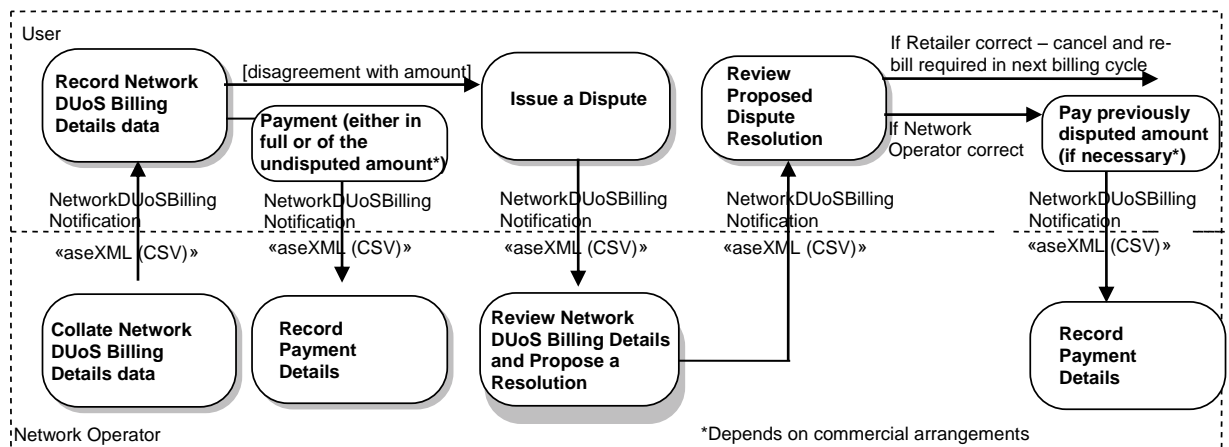 User
Record Network
DUoS Billing
Details data
[disagreement with amount]
Payment (either in
full or of the
undisputed amount*)
Issue a Dispute
Review
Proposed
Dispute
Resolution
If Retailer correct – cancel and re-
bill required in next billing cycle
If Network
Operator correct
Pay previously
disputed amount
(if necessary*)
NetworkDUoSBilling
Notification
«aseXML (CSV)»
NetworkDUoSBilling
Notification
«aseXML (CSV)»
NetworkDUoSBilling
Notification
«aseXML (CSV)»
NetworkDUoSBilling
Notification
«aseXML (CSV)»
NetworkDUoSBilling
Notification
«aseXML (CSV)»
Collate Network
DUoS Billing
Details data
Record
Payment
Details
Review Network
DUoS Billing Details
and Propose a
Resolution
Record
Payment
Details
Network Operator
*Depends on commercial arrangements